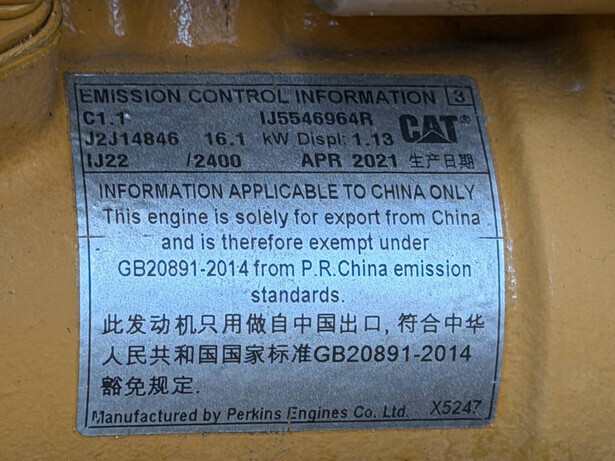 EMISSION CONTROL INFORMATION 3
C1.1 IJ5546964R
J2J14846 16.1 kW Displ: 1.13 CAT
IJ22 /2400 APR 2021 生产日期
INFORMATION APPLICABLE TO CHINA ONLY
This engine is solely for export from China
and is therefore exempt under
GB20891-2014 from P.R.China emission
standards.
此发动机只用做自中国出口, 符合中华
人民共和国国家标准GB20891-2014
豁免规定.
Manufactured by Perkins Engines Co. Ltd. X5247